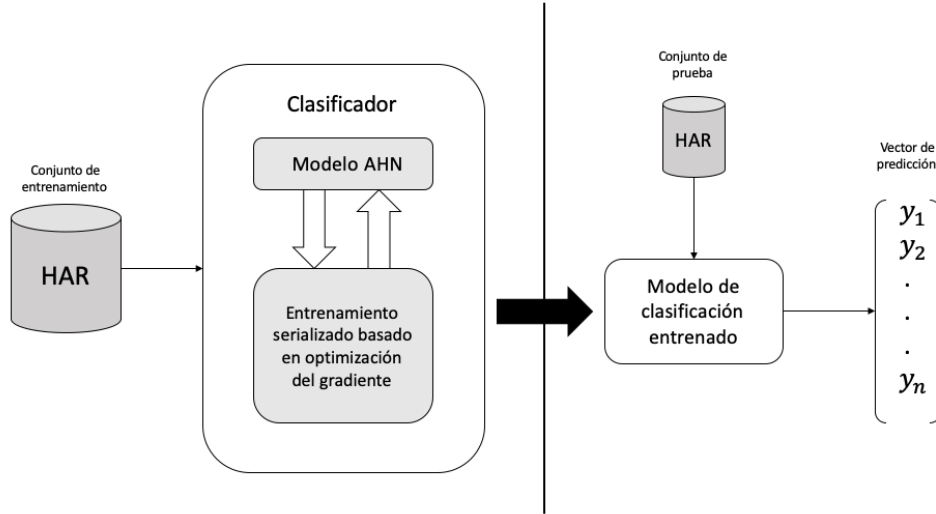 Conjunto de
entrenamiento
HAR
Clasificador
Modelo AHN
Entrenamiento
serializado basado
en optimización
del gradiente
Conjunto de
prueba
HAR
Modelo de
clasificación
entrenado
Vector de
predicción
y₁
y₂
.
.
.
yₙ